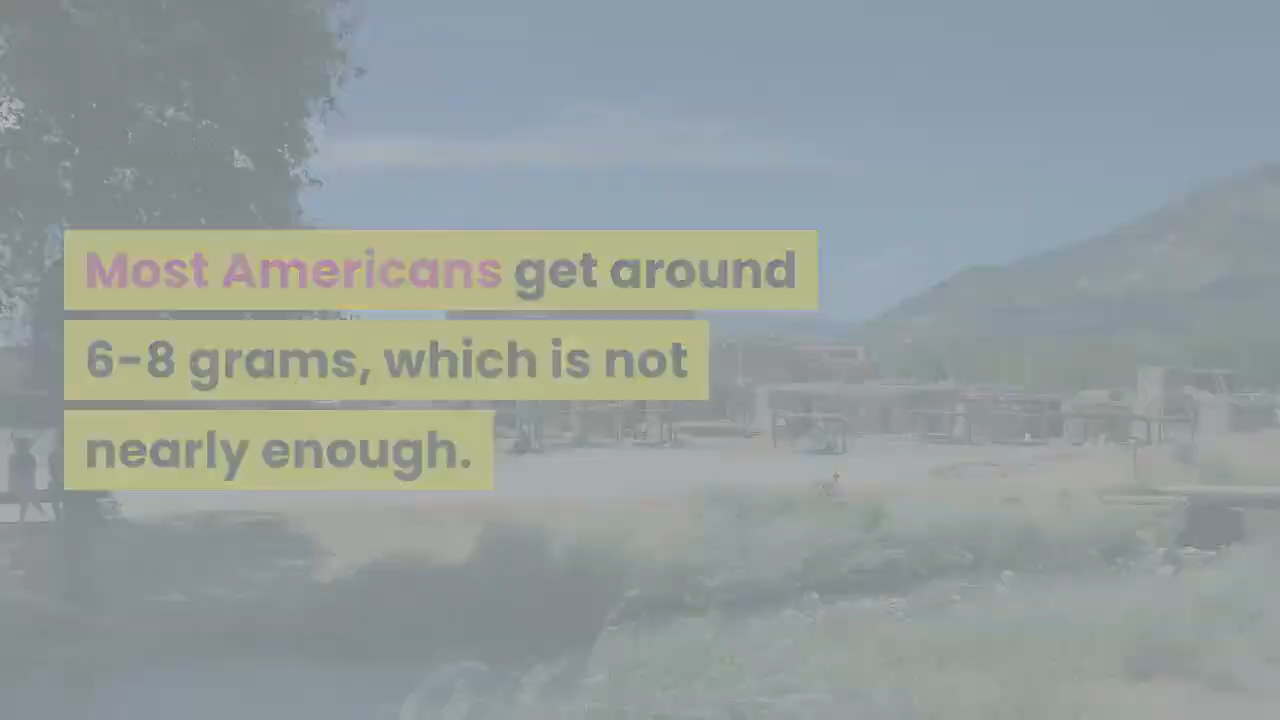 Most Americans get around
6-8 grams, which is not
nearly enough.